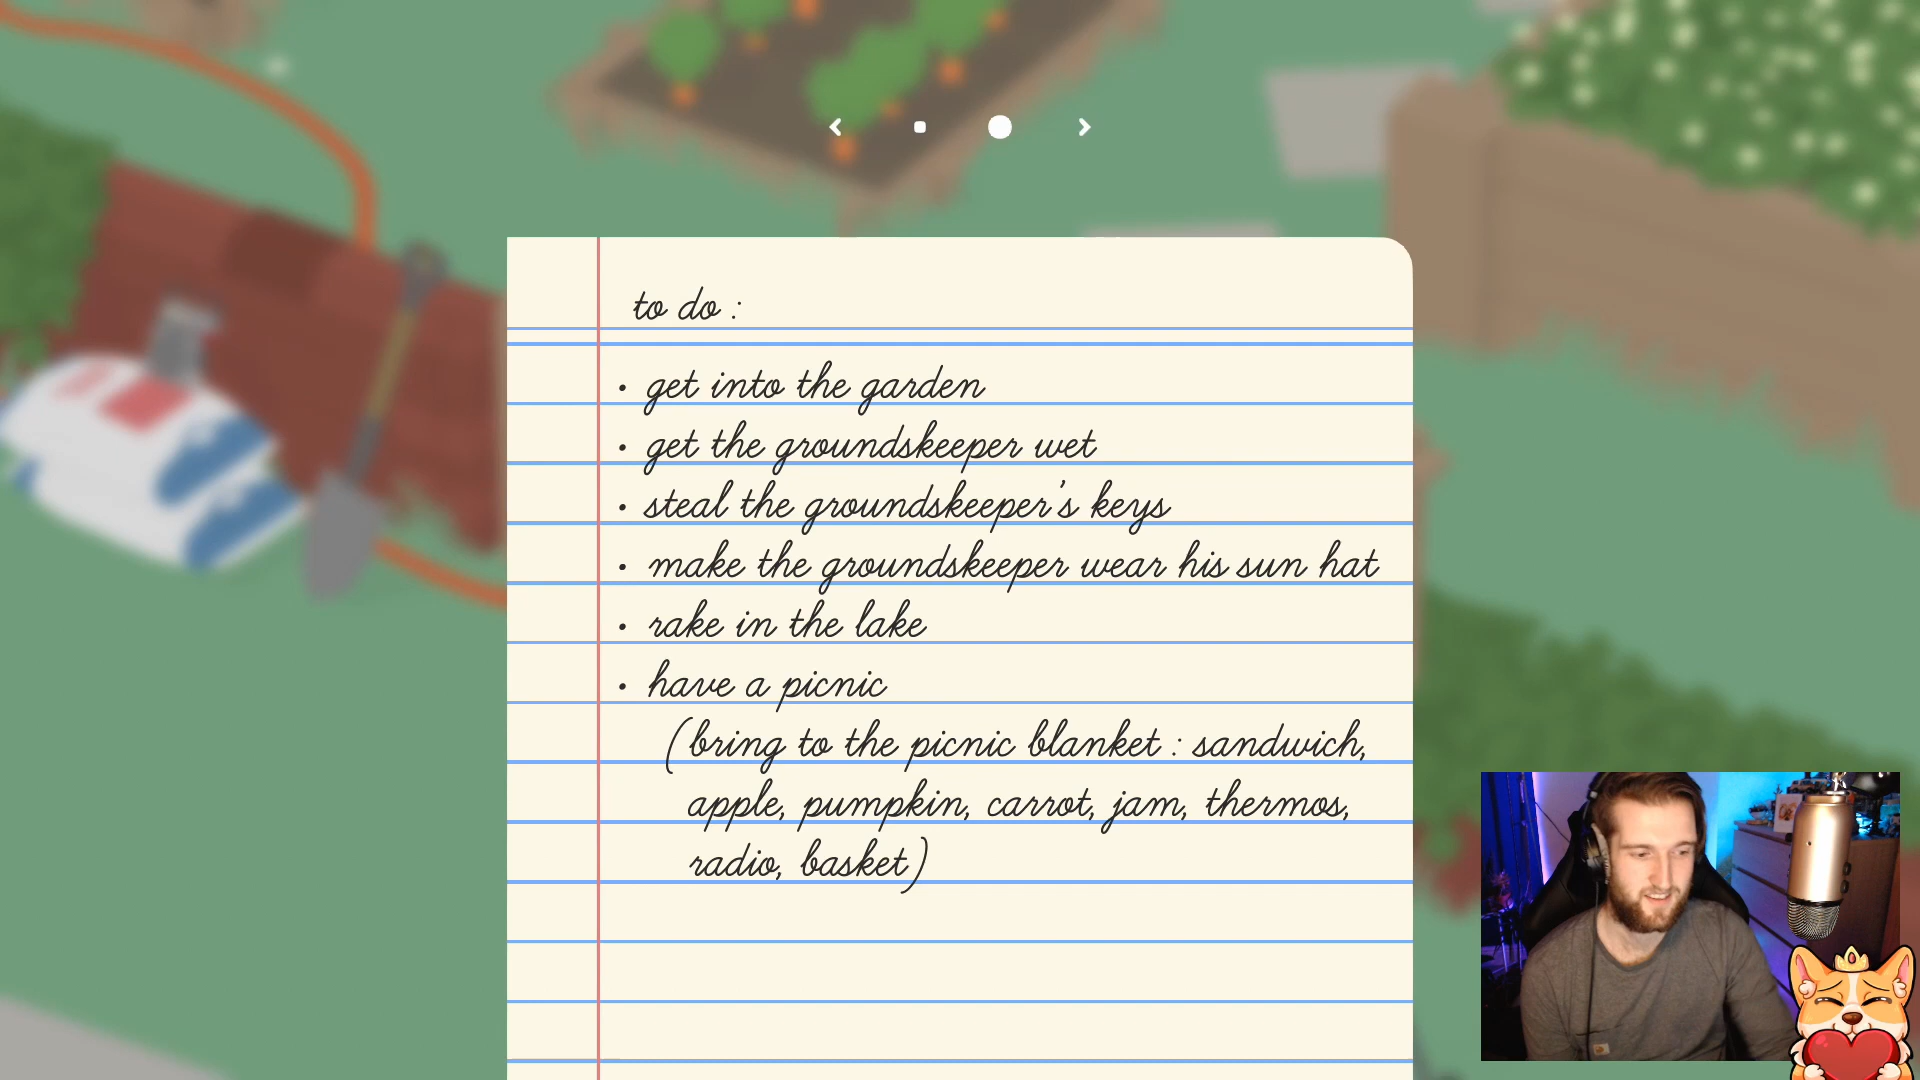 to do :
• get into the garden
• get the groundskeeper wet
• steal the groundskeeper's keys
• make the groundskeeper wear his sun hat
• rake in the lake
• have a picnic
(bring to the picnic blanket : sandwich,
apple, pumpkin, carrot, jam, thermos,
radio, basket)